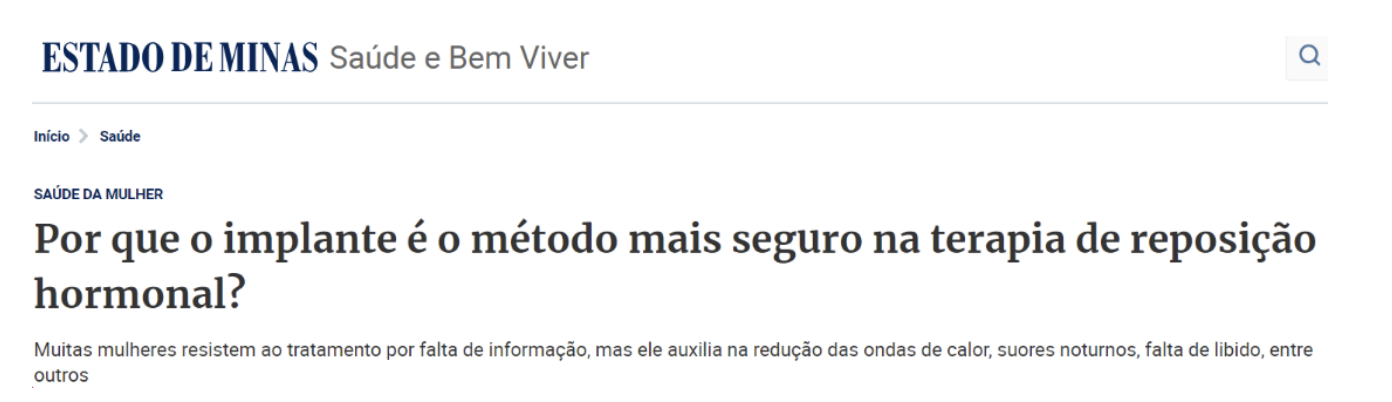 ESTADO DE MINAS Saúde e Bem Viver
Início > Saúde
SAÚDE DA MULHER
Por que o implante é o método mais seguro na terapia de reposição
hormonal?
Muitas mulheres resistem ao tratamento por falta de informação, mas ele auxilia na redução das ondas de calor, suores noturnos, falta de libido, entre
outros